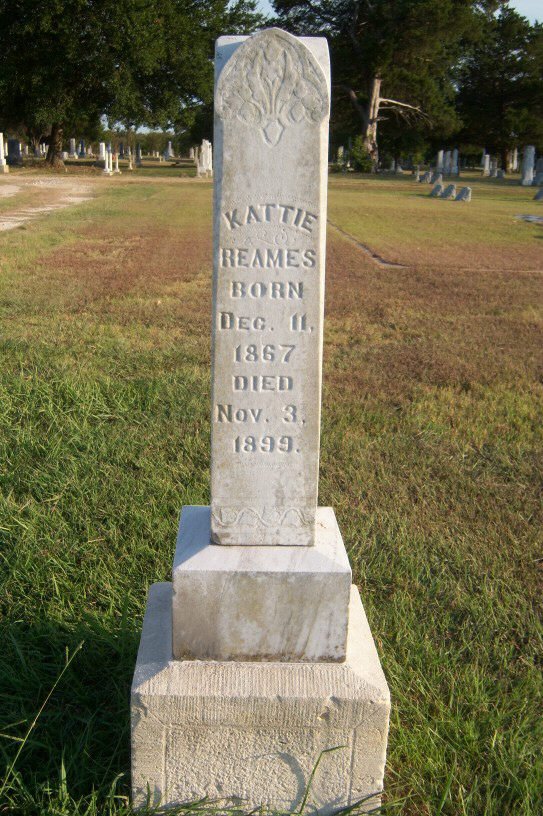 KATTIE
REAMES
BORN
DEC. 11,
1867
DIED
NOV. 3,
1899.